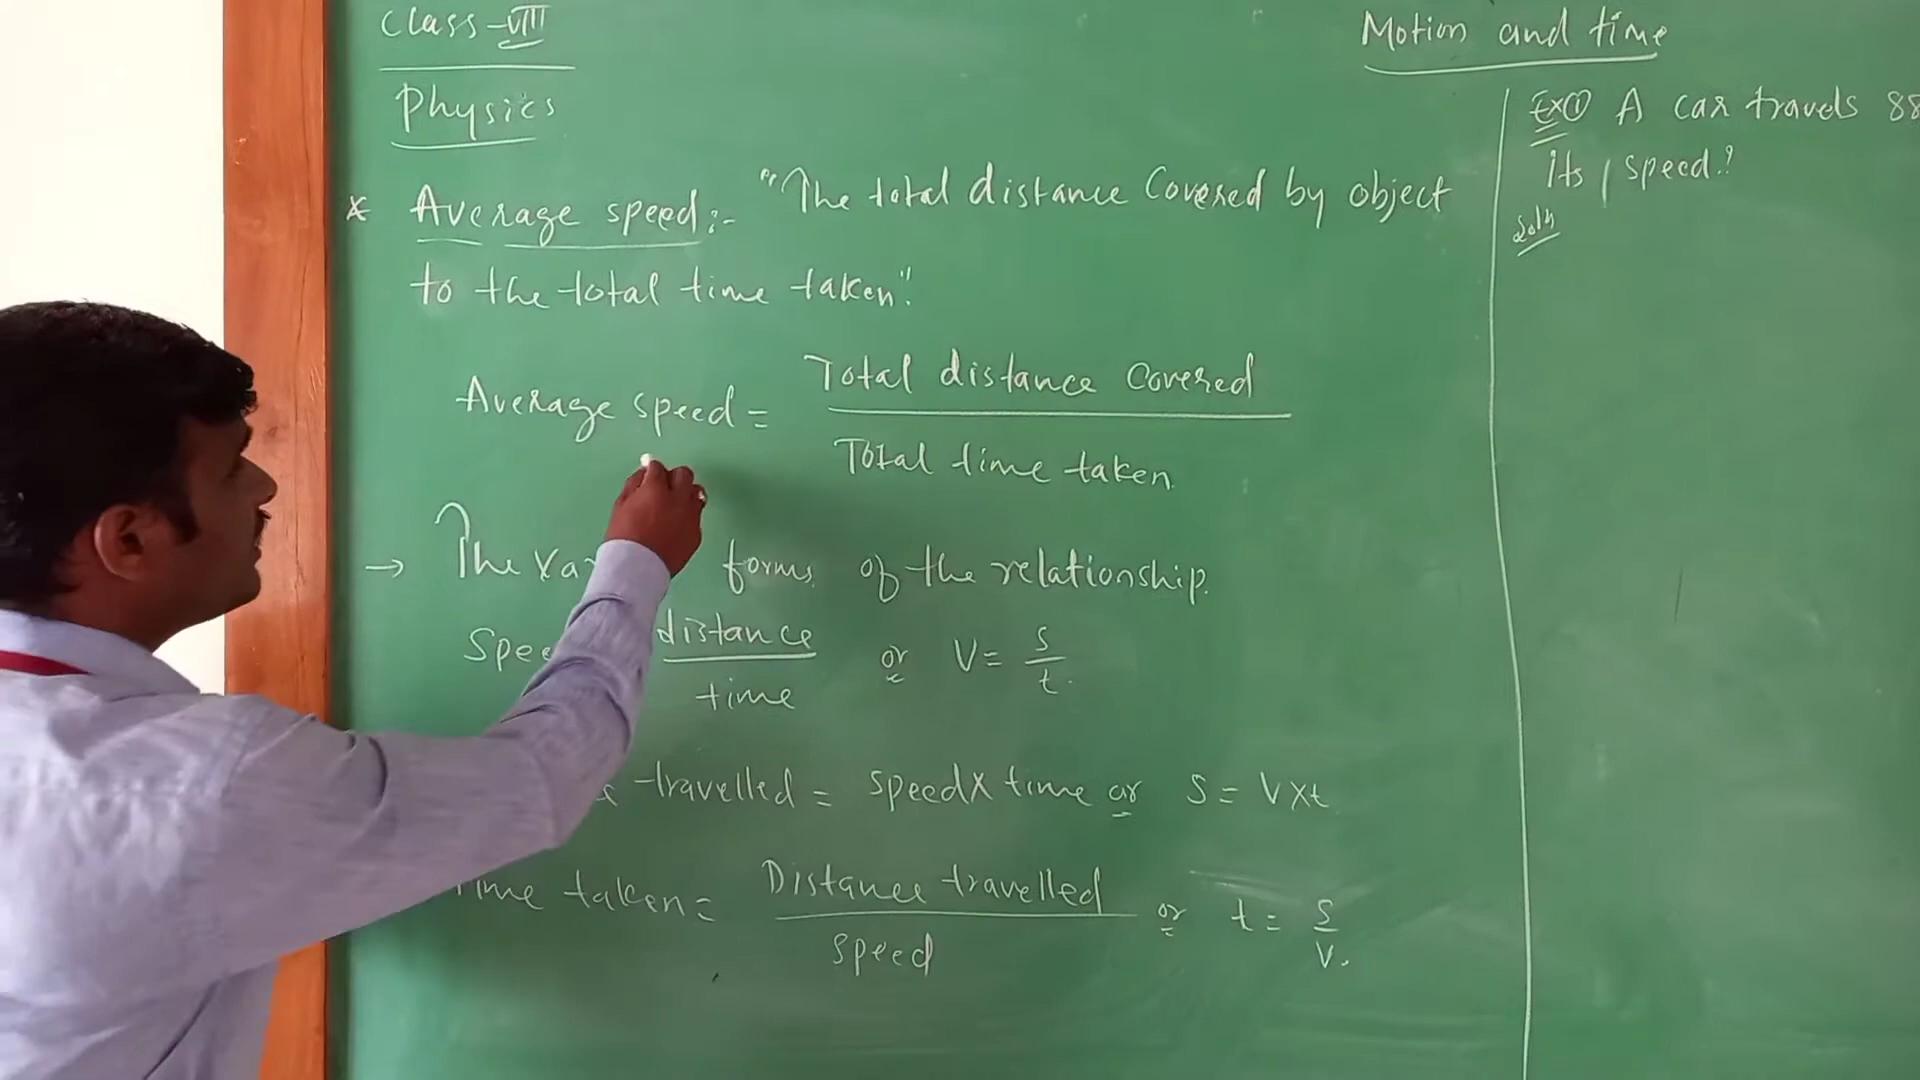 Class-VIII
Physics
Motion and time
* Average speed:- "The total distance Covered by object
to the total time taken".
Average speed = Total distance Covered
Total time taken.
→ The forms of the relationship.
distance or V = s
time t.
travelled = speed x time or s = V x t
taken = Distance travelled or t = s
speed V.
Ex① A car travels
its speed?
Soln